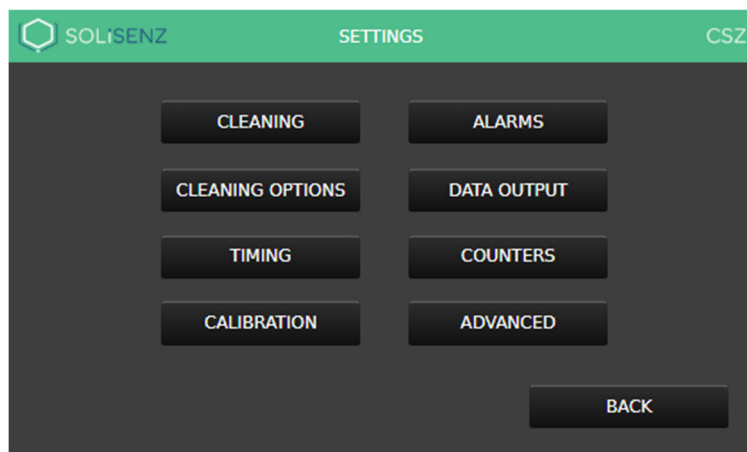 SOLiSENZ SETTINGS CSZ
CLEANING
CLEANING OPTIONS
TIMING
CALIBRATION
ALARMS
DATA OUTPUT
COUNTERS
ADVANCED
BACK